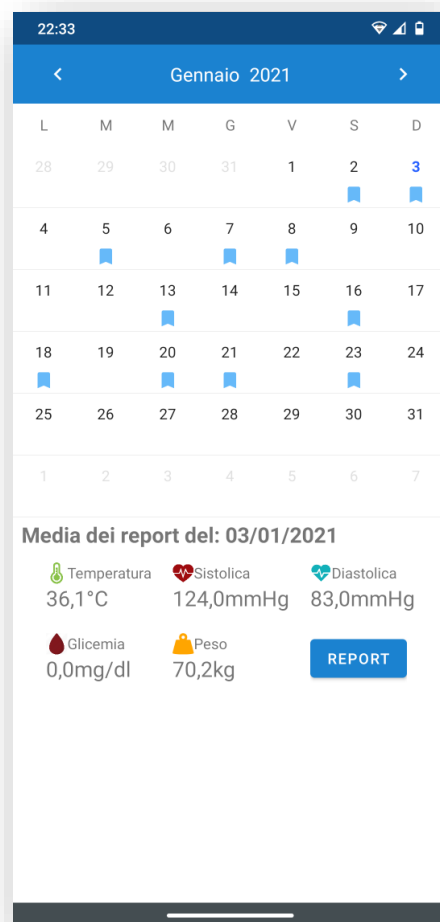 22:33
Gennaio 2021
L M M G V S D
28 29 30 31 1 2 3
4 5 6 7 8 9 10
11 12 13 14 15 16 17
18 19 20 21 22 23 24
25 26 27 28 29 30 31
1 2 3 4 5 6 7
Media dei report del: 03/01/2021
Temperatura Sistolica Diastolica
36,1°C 124,0mmHg 83,0mmHg
Glicemia Peso
0,0mg/dl 70,2kg REPORT